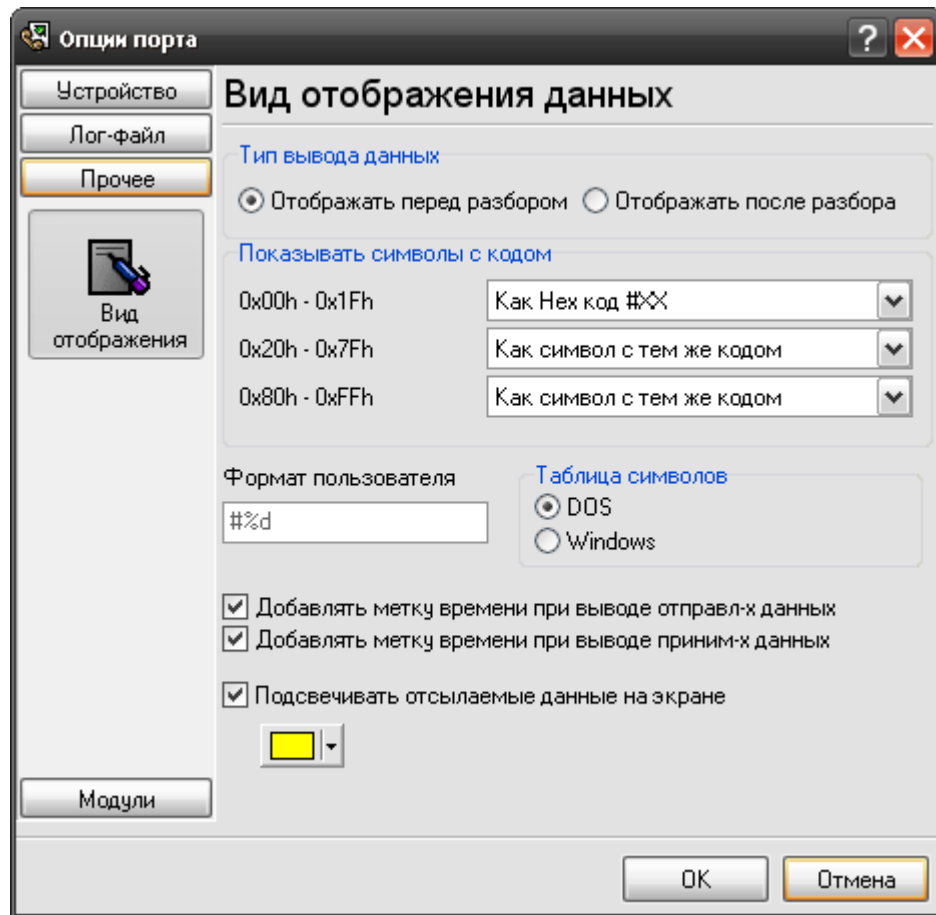 Опции порта
Устройство
Лог-файл
Прочее
Вид
отображения
Модули
Вид отображения данных
Тип вывода данных
Отображать перед разбором Отображать после разбора
Показывать символы с кодом
0x00h - 0x1Fh Как Hex код #XX
0x20h - 0x7Fh Как символ с тем же кодом
0x80h - 0xFFh Как символ с тем же кодом
Формат пользователя
#%d
Таблица символов
DOS
Windows
Добавлять метку времени при выводе отправл-х данных
Добавлять метку времени при выводе приним-х данных
Подсвечивать отсылаемые данные на экране
OK Отмена